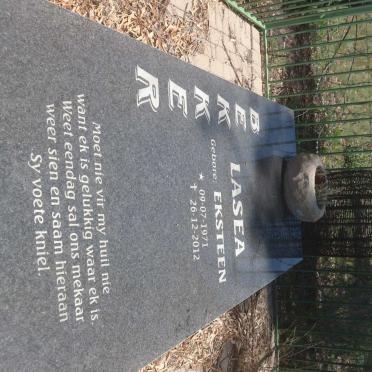 BEKKER
LASEA
Gebore: EKSTEEN
★ 09-07-1971
✝ 26-12-2012
Moet nie vir my huil nie
want ek is gelukkig waar ek is.
Weet eendag sal ons mekaar
weer sien en saam hieraan
sy voete kniel.